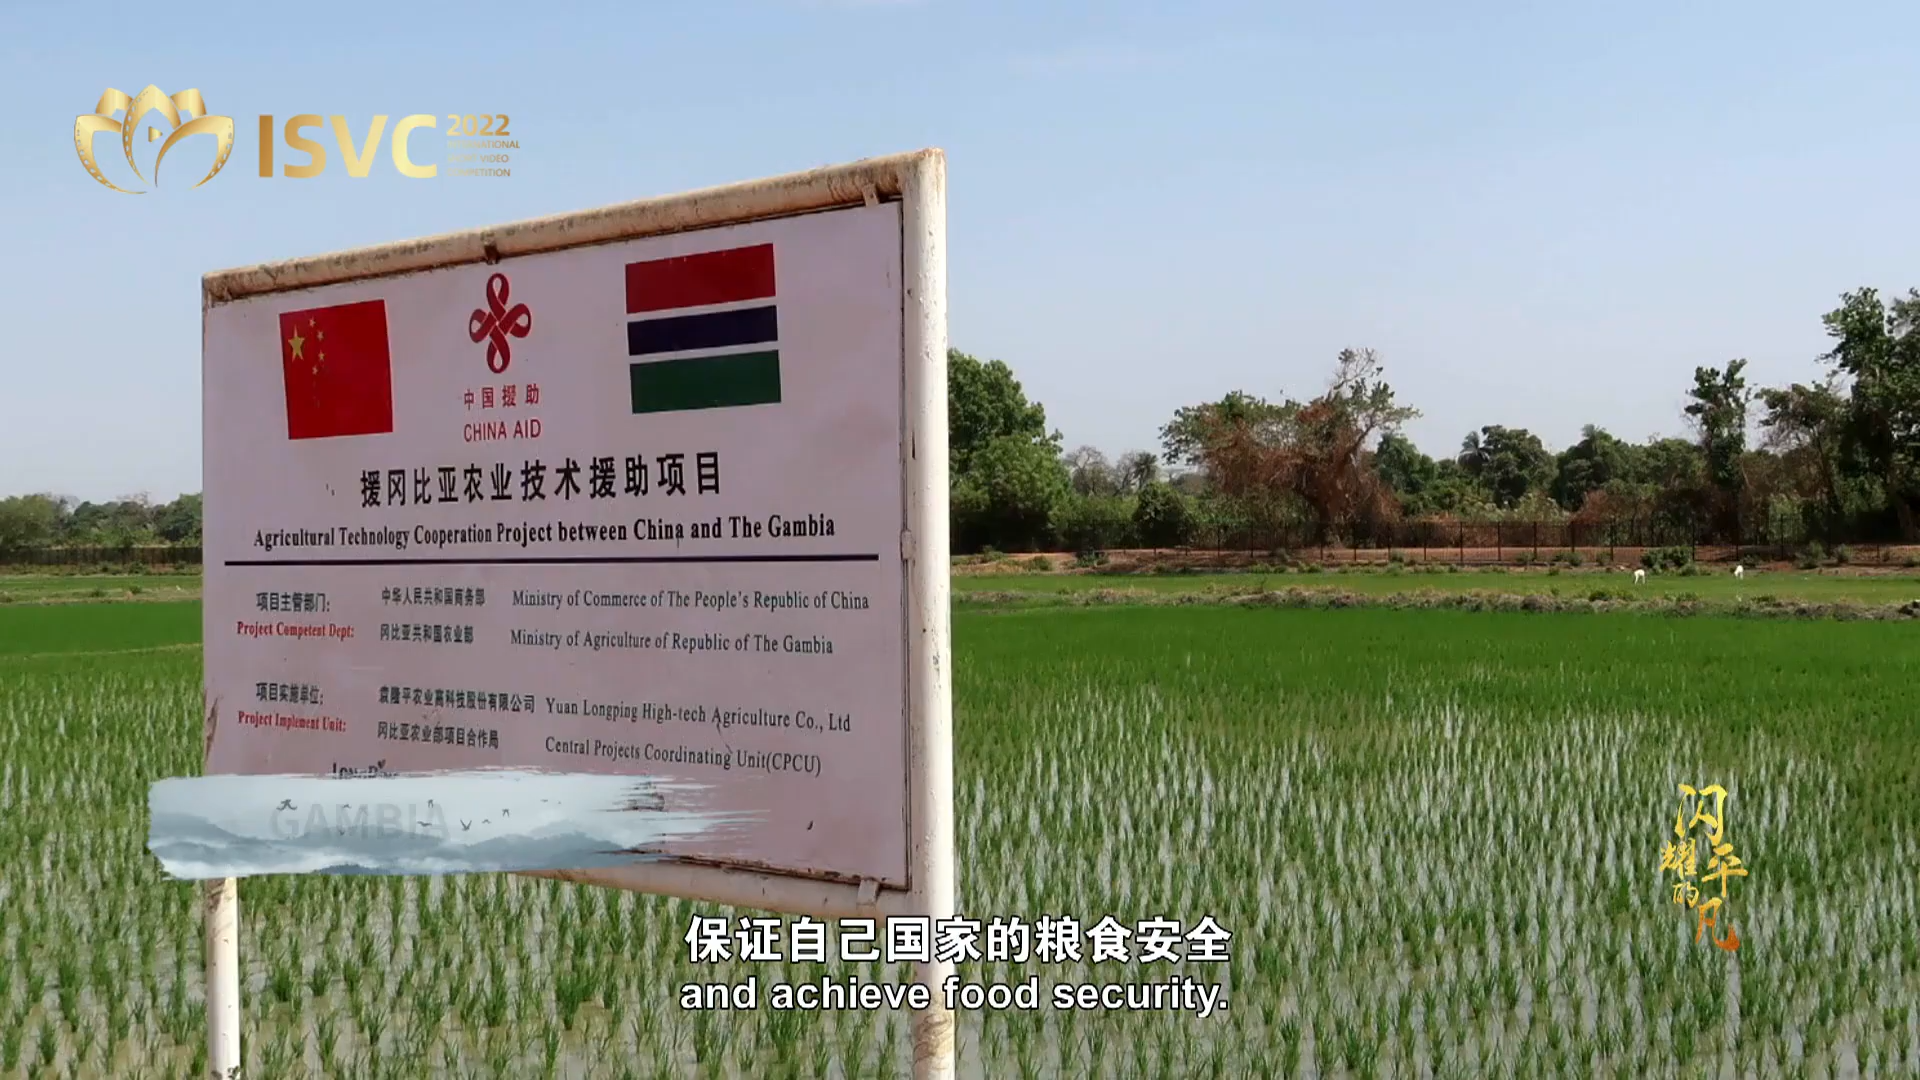 ISVC 2022
INTERNATIONAL
SHORT VIDEO
COMPETITION
中国援助
CHINA AID
援冈比亚农业技术援助项目
Agricultural Technology Cooperation Project between China and The Gambia
项目主管部门: 中华人民共和国商务部 Ministry of Commerce of The People's Republic of China
Project Competent Dept: 冈比亚共和国农业部 Ministry of Agriculture of Republic of The Gambia
项目实施单位: 袁隆平农业高科技股份有限公司 Yuan Longping High-tech Agriculture Co., Ltd
Project Implement Unit: 冈比亚农业部项目合作局 Central Projects Coordinating Unit(CPCU)
GAMBIA
闪耀的平凡
保证自己国家的粮食安全
and achieve food security.